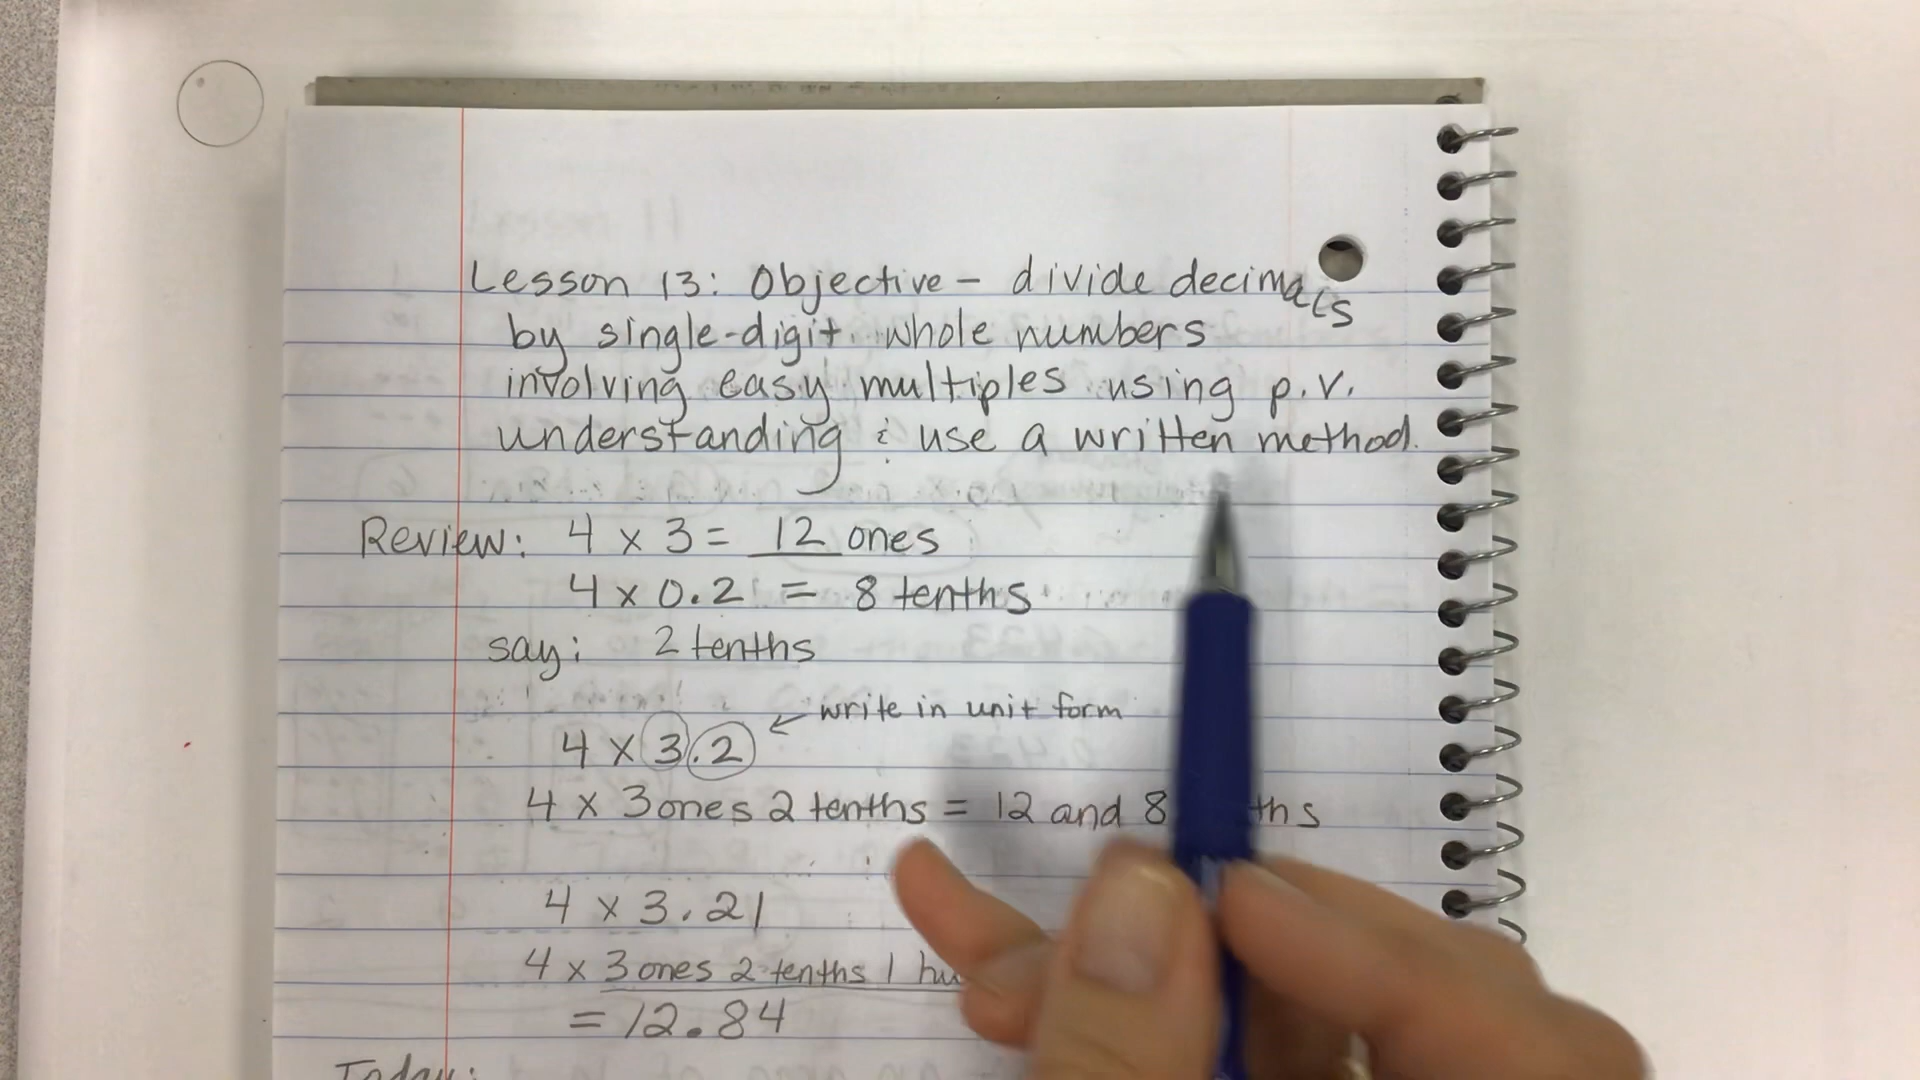 Lesson 13: Objective - divide decimals
by single-digit whole numbers
involving easy multiples using p.v.
understanding & use a written method.
Review: 4 x 3 = 12 ones
4 x 0.2 = 8 tenths
say: 2 tenths
write in unit form
4 x 3.2
4 x 3 ones 2 tenths = 12 and 8 ths
4 x 3.21
4 x 3 ones 2 tenths 1 hu
= 12.84
Today: